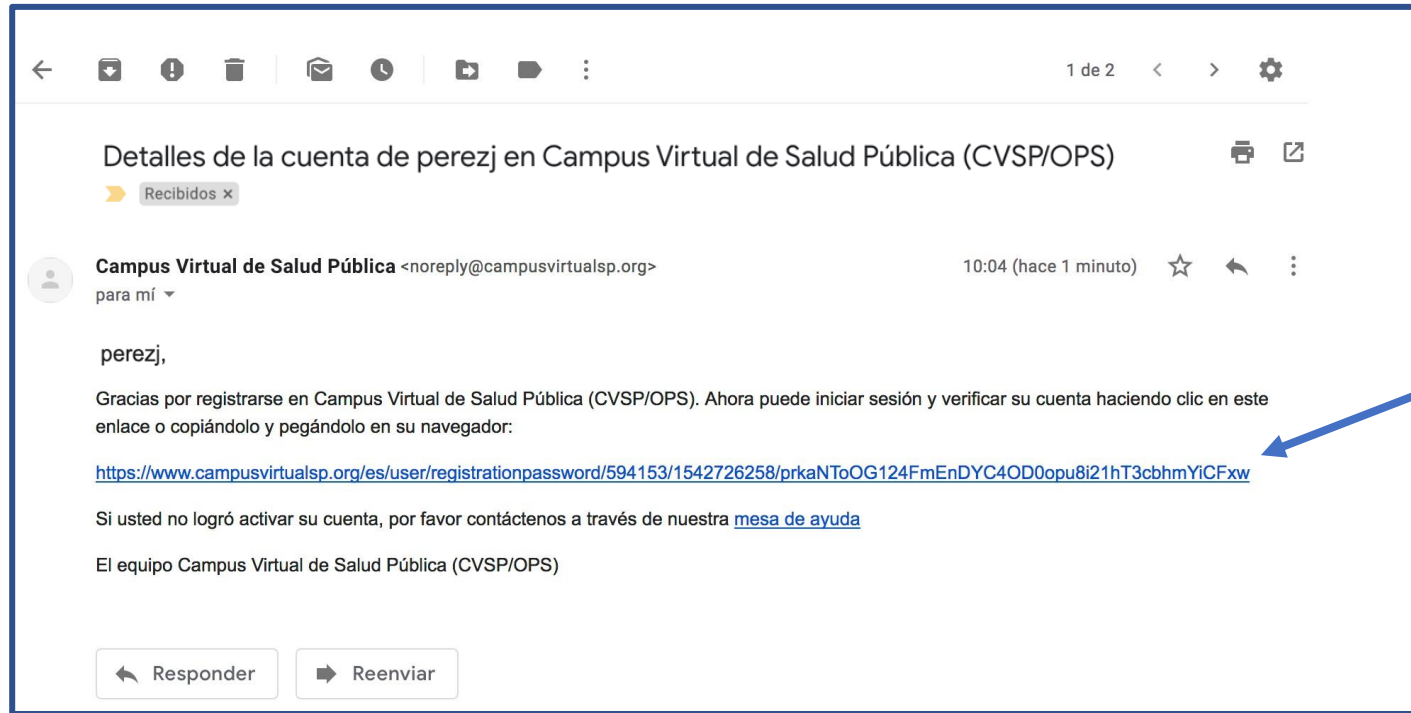 1 de 2
Detalles de la cuenta de perezj en Campus Virtual de Salud Pública (CVSP/OPS)
Recibidos ×
Campus Virtual de Salud Pública <noreply@campusvirtualsp.org>
10:04 (hace 1 minuto)
para mí
perezj,
Gracias por registrarse en Campus Virtual de Salud Pública (CVSP/OPS). Ahora puede iniciar sesión y verificar su cuenta haciendo clic en este
enlace o copiándolo y pegándolo en su navegador:
https://www.campusvirtualsp.org/es/user/registrationpassword/594153/1542726258/prkaNToOG124FmEnDYC4OD0opu8i21hT3cbhmYiCFxw
Si usted no logró activar su cuenta, por favor contáctenos a través de nuestra mesa de ayuda
El equipo Campus Virtual de Salud Pública (CVSP/OPS)
Responder
Reenviar